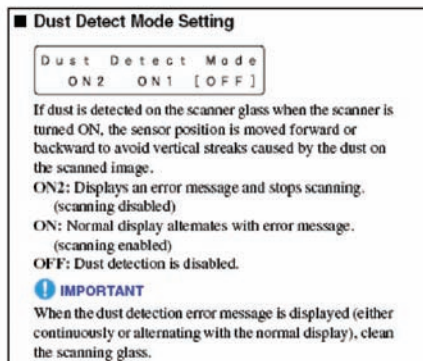 ■ Dust Detect Mode Setting
Dust Detect Mode
ON2 ON1 [OFF]
If dust is detected on the scanner glass when the scanner is
turned ON, the sensor position is moved forward or
backward to avoid vertical streaks caused by the dust on
the scanned image.
ON2: Displays an error message and stops scanning.
(scanning disabled)
ON: Normal display alternates with error message.
(scanning enabled)
OFF: Dust detection is disabled.
IMPORTANT
When the dust detection error message is displayed (either
continuously or alternating with the normal display), clean
the scanning glass.